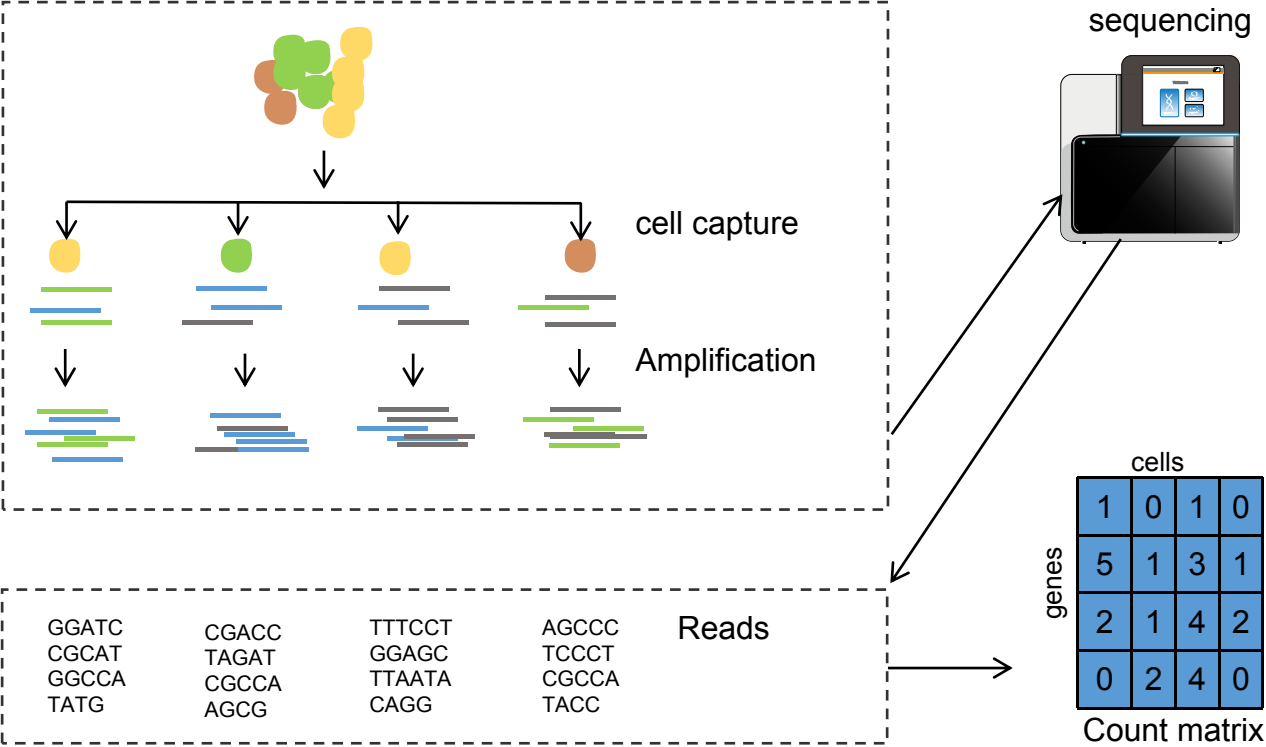 sequencing
cell capture
Amplification
cells
genes
1 0 1 0
5 1 3 1
2 1 4 2
0 2 4 0
Count matrix
Reads
GGATC
CGCAT
GGCCA
TATG
CGACC
TAGAT
CGCCA
AGCG
TTTCCT
GGAGC
TTAATA
CAGG
AGCCC
TCCCT
CGCCA
TACC